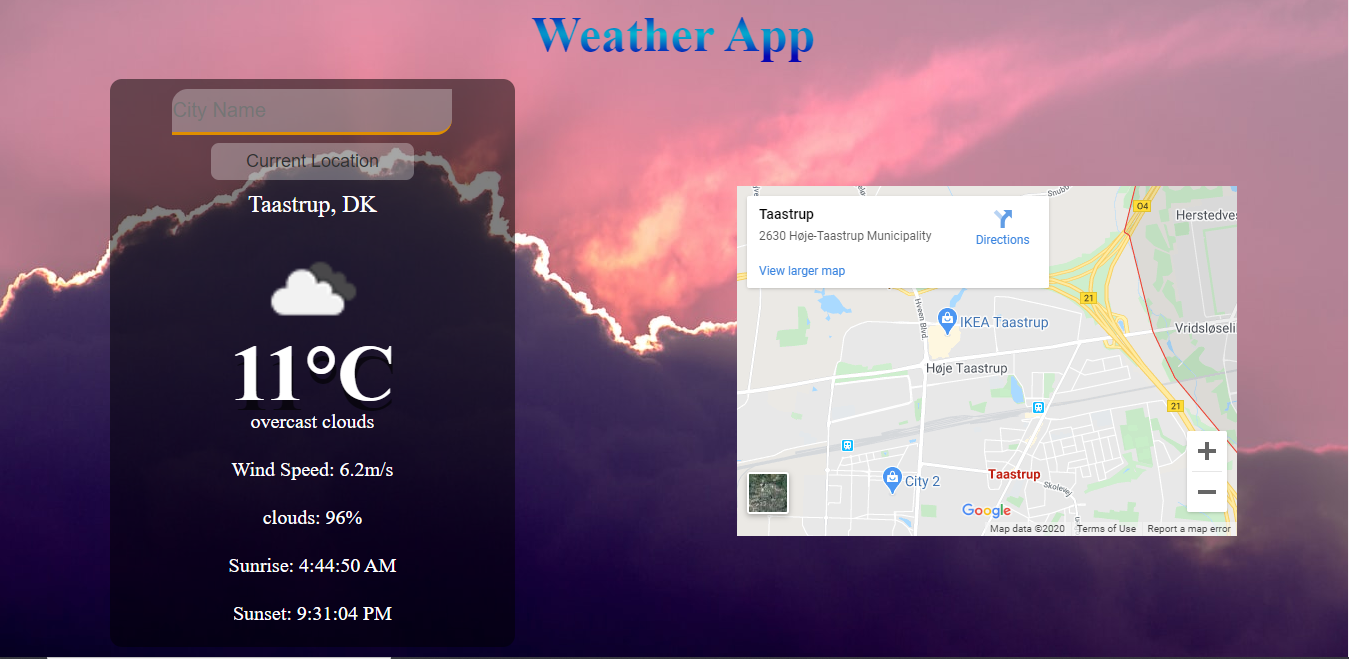 Weather App
City Name
Current Location
Taastrup, DK
11°C
overcast clouds
Wind Speed: 6.2m/s
clouds: 96%
Sunrise: 4:44:50 AM
Sunset: 9:31:04 PM
Taastrup
2630 Høje-Taastrup Municipality
Directions
View larger map
O4
Herstedves
21
Hveen Blvd
IKEA Taastrup
Vridsløseli
Høje Taastrup
21
Taastrup
City 2
Skolevej
Google
Map data ©2020 Terms of Use Report a map error